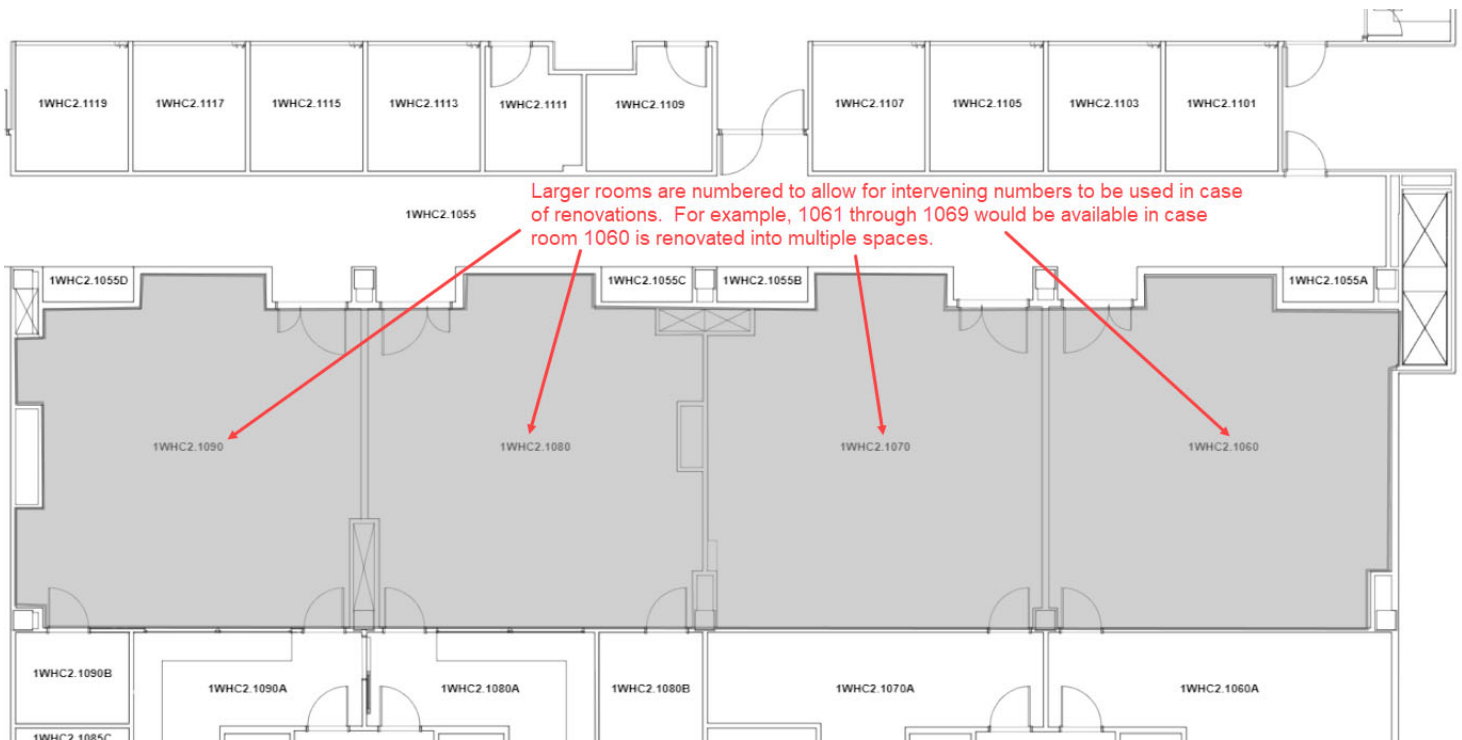 1WHC2.1119 1WHC2.1117 1WHC2.1115 1WHC2.1113 1WHC2.1111 1WHC2.1109 1WHC2.1107 1WHC2.1105 1WHC2.1103 1WHC2.1101
Larger rooms are numbered to allow for intervening numbers to be used in case
of renovations. For example, 1061 through 1069 would be available in case
room 1060 is renovated into multiple spaces.
1WHC2.1055
1WHC2.1055D 1WHC2.1055C 1WHC2.1055B 1WHC2.1055A
1WHC2.1090 1WHC2.1080 1WHC2.1070 1WHC2.1060
1WHC2.1090B 1WHC2.1090A 1WHC2.1080A 1WHC2.1080B 1WHC2.1070A 1WHC2.1060A
1WHC2.1085C